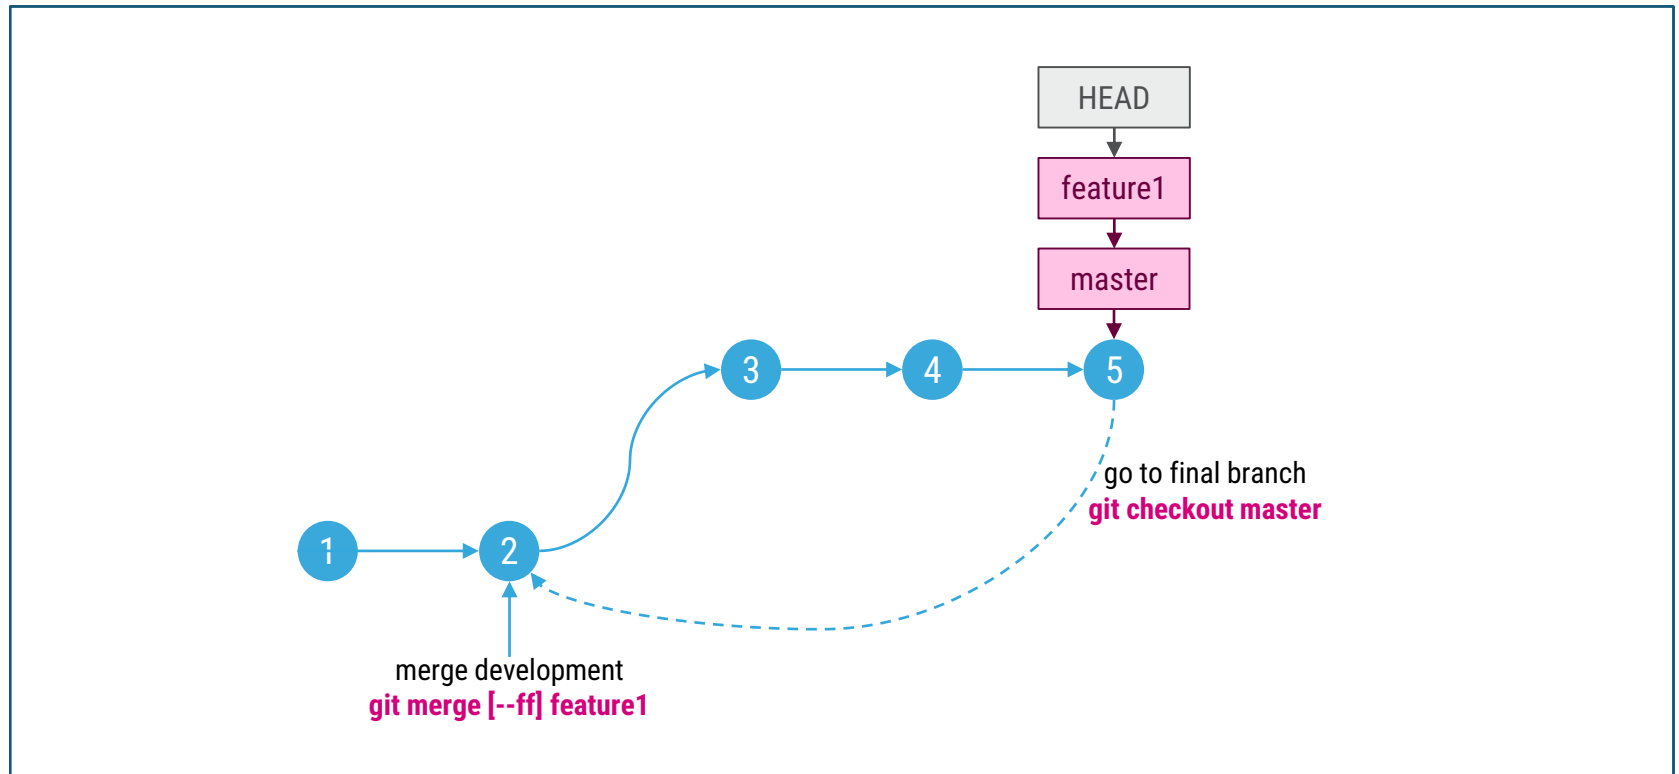 HEAD
feature1
master
3
4
5
go to final branch
git checkout master
1
2
merge development
git merge [--ff] feature1